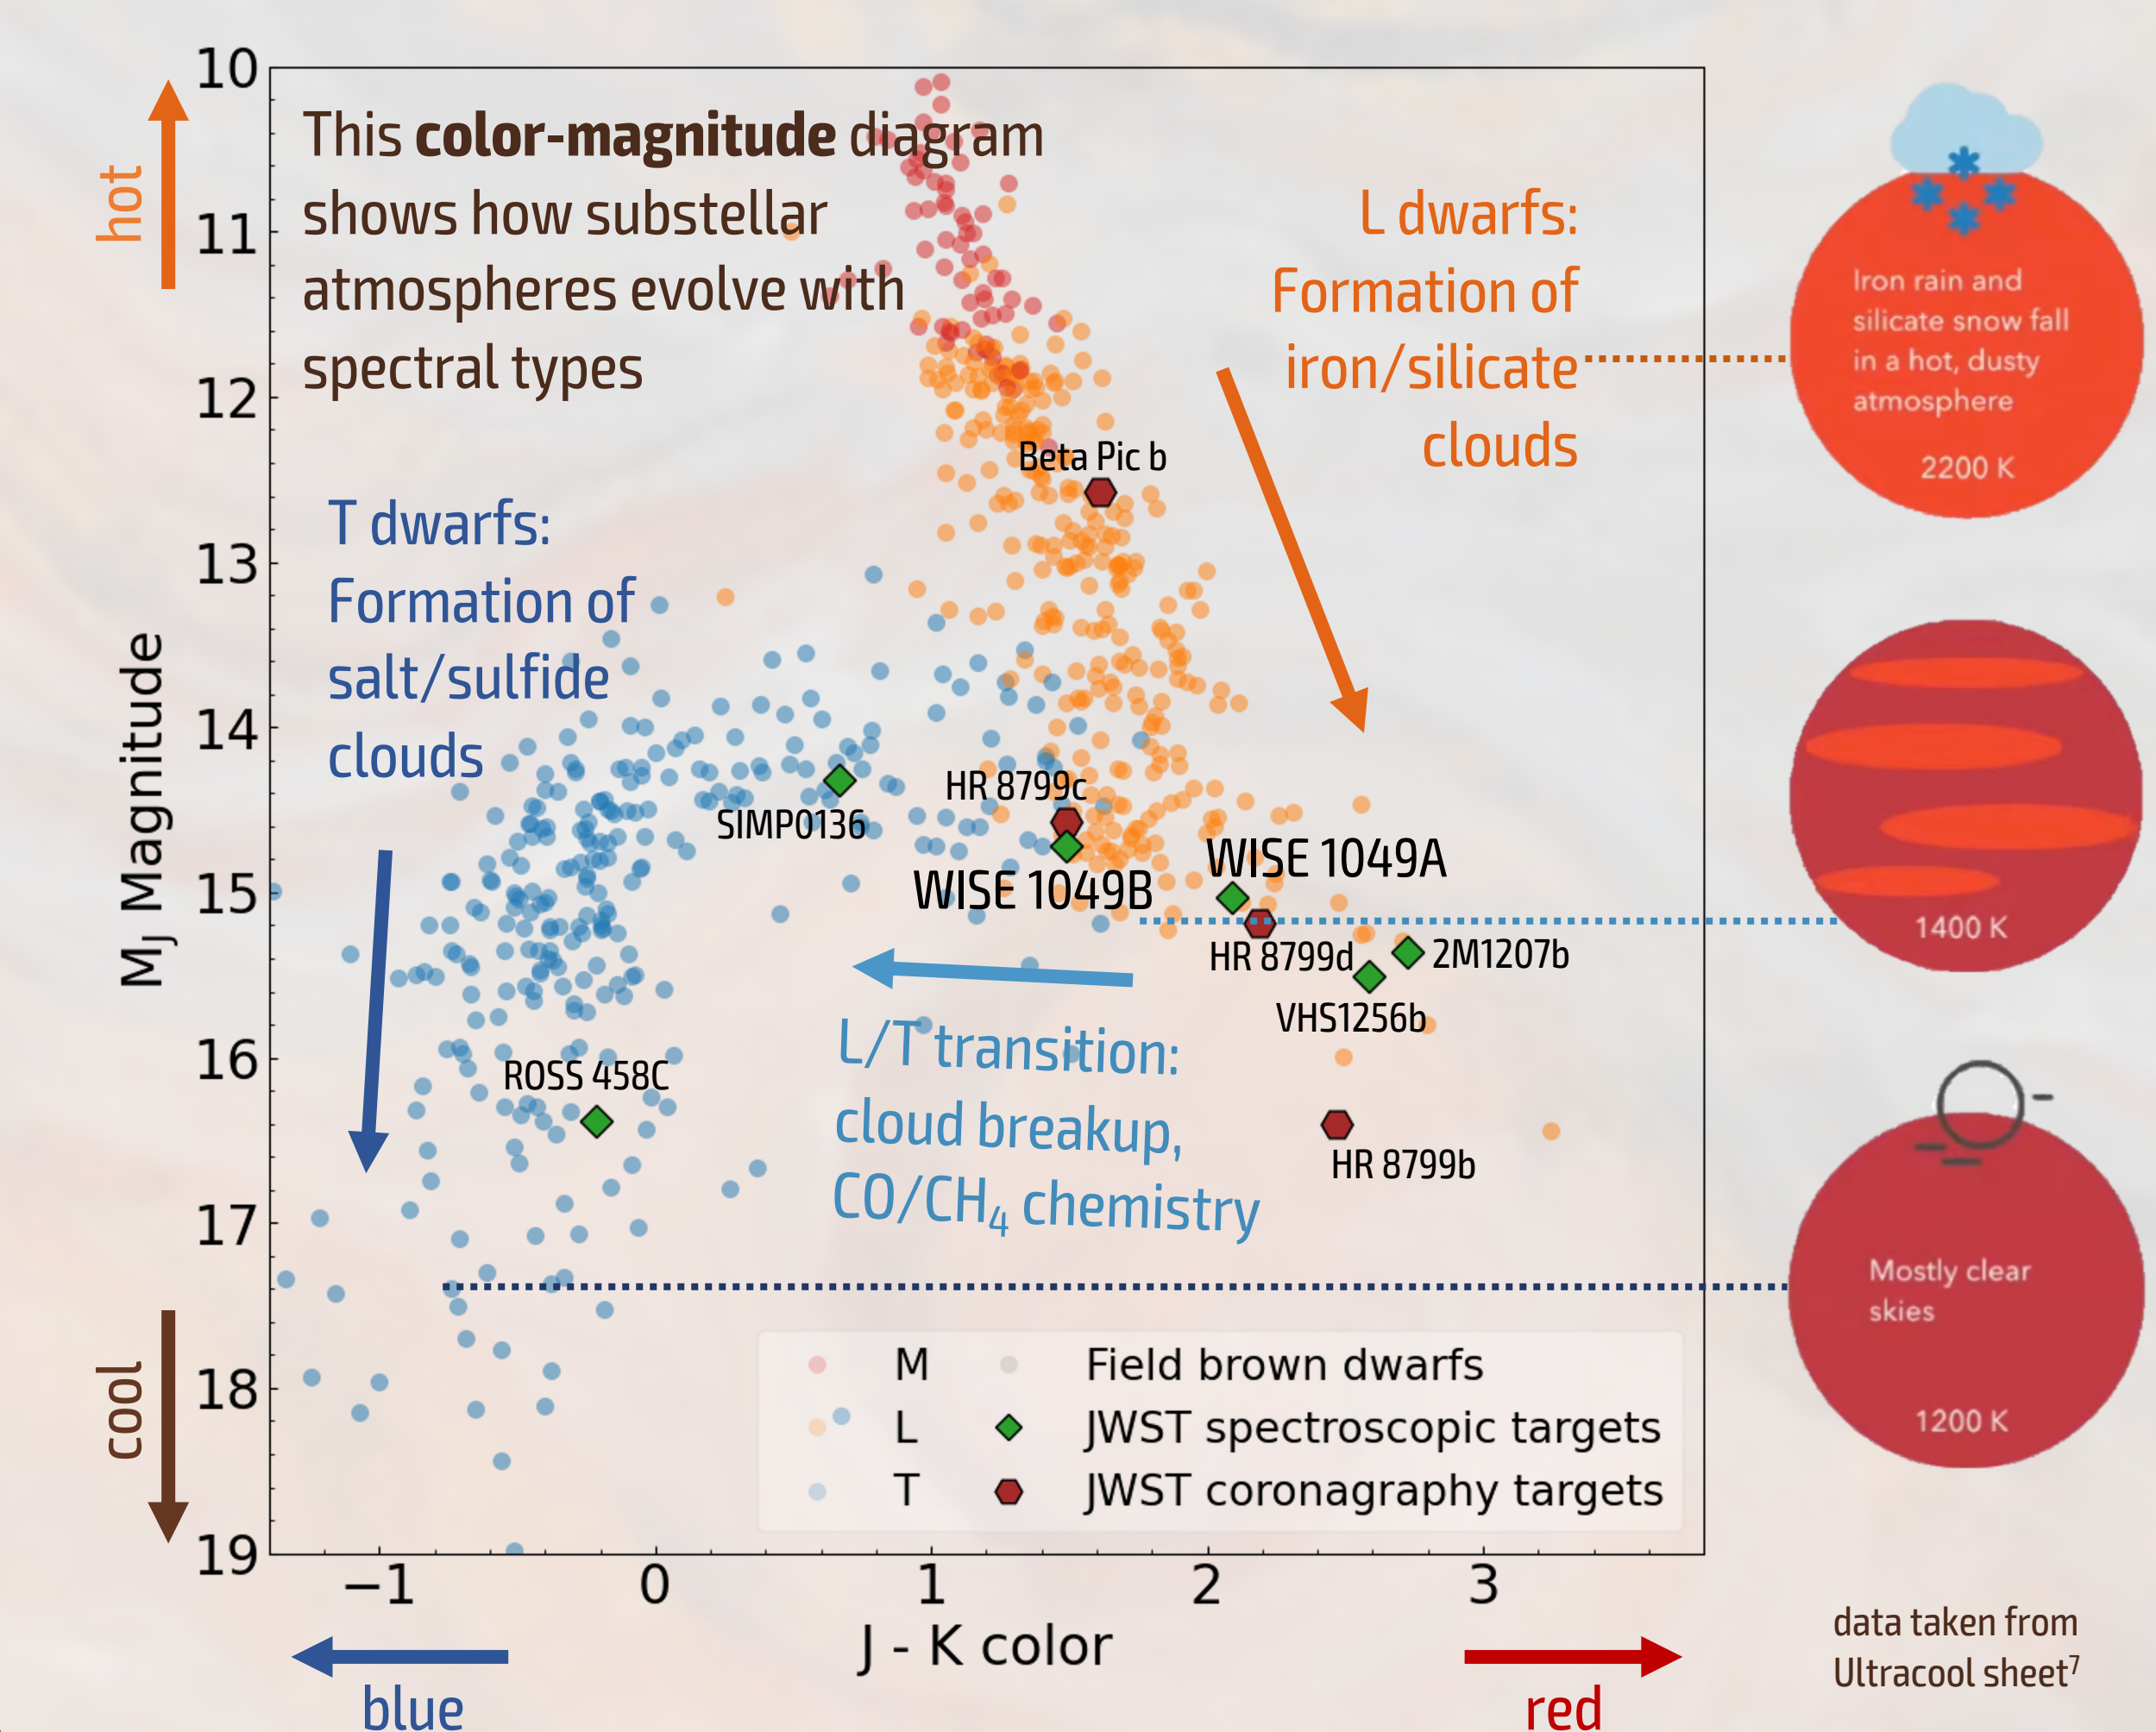 This color-magnitude diagram
shows how substellar
atmospheres evolve with
spectral types
hot
cool
10
11
12
13
14
15
16
17
18
19
MJ Magnitude
T dwarfs:
Formation of
salt/sulfide
clouds
L dwarfs:
Formation of
iron/silicate
clouds
Beta Pic b
SIMP0136
HR 8799c
WISE 1049B
WISE 1049A
HR 8799d
2M1207b
VHS1256b
ROSS 458C
HR 8799b
L/T transition:
cloud breakup,
CO/CH4 chemistry
M
Field brown dwarfs
L
JWST spectroscopic targets
T
JWST coronagraphy targets
−1
0
1
2
3
J - K color
blue
red
Iron rain and
silicate snow fall
in a hot, dusty
atmosphere
2200 K
1400 K
Mostly clear
skies
1200 K
data taken from
Ultracool sheet7